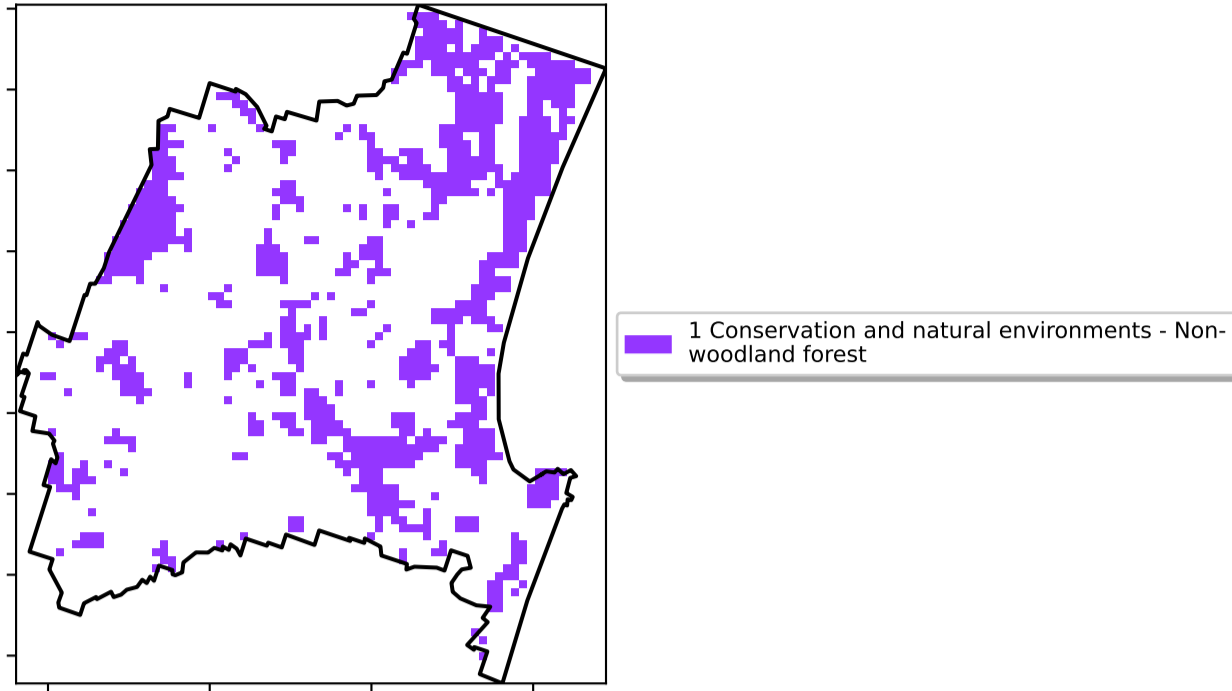 1 Conservation and natural environments - Non-
woodland forest